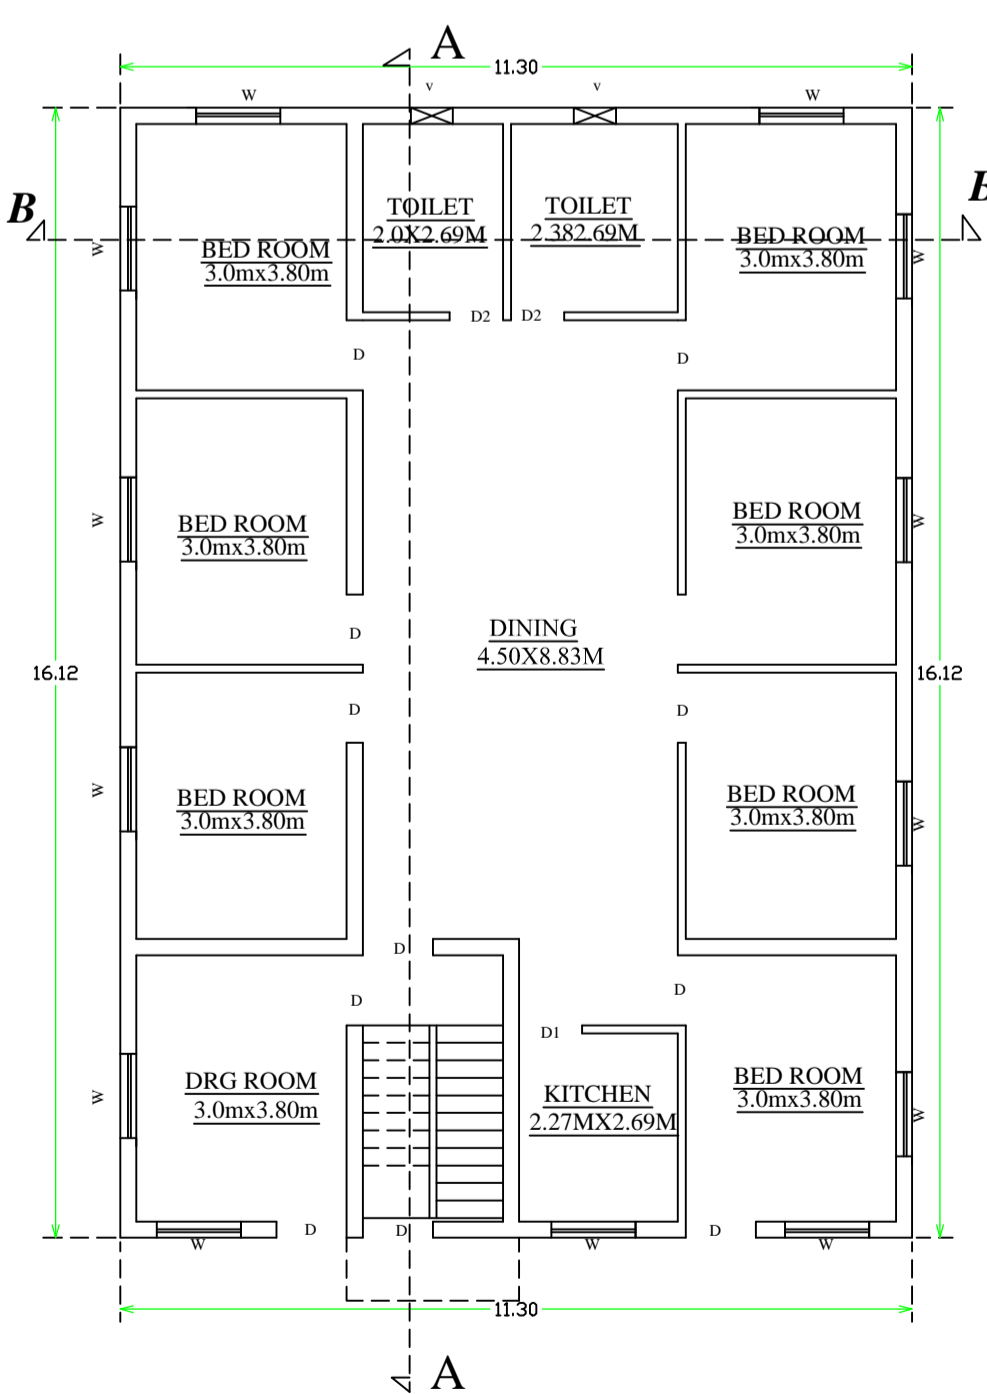 A
11.30
W
v
v
W
B
B
TOILET
2.0X2.69M
TOILET
2.382.69M
BED ROOM
3.0mx3.80m
BED ROOM
3.0mx3.80m
W
W
D2
D2
D
D
BED ROOM
3.0mx3.80m
BED ROOM
3.0mx3.80m
W
W
D
DINING
4.50X8.83M
16.12
16.12
D
D
BED ROOM
3.0mx3.80m
BED ROOM
3.0mx3.80m
W
W
D
D
D
D1
DRG ROOM
3.0mx3.80m
KITCHEN
2.27MX2.69M
BED ROOM
3.0mx3.80m
W
W
D
D
D
W
W
W
11.30
A